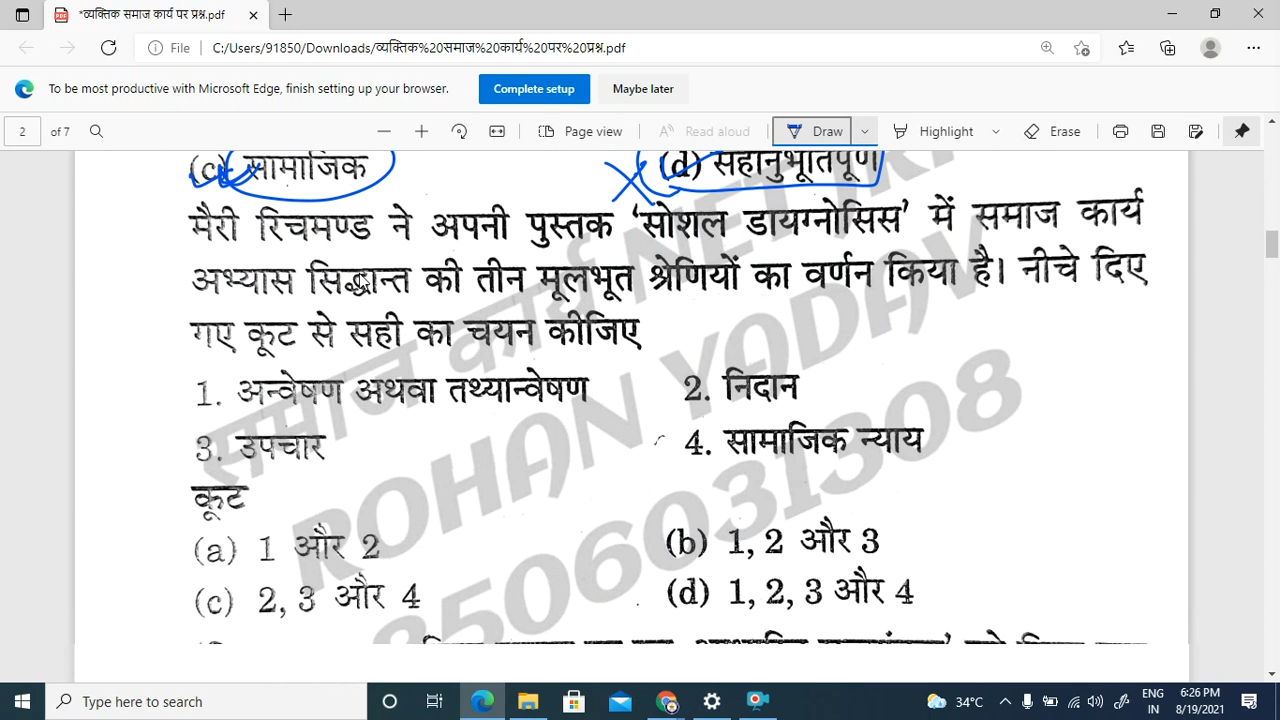 *व्यक्तिक समाज कार्य पर प्रश्न.pdf
File C:/Users/91850/Downloads/व्यक्तिक%20समाज%20कार्य%20पर%20प्रश्न.pdf
To be most productive with Microsoft Edge, finish setting up your browser. Complete setup Maybe later
2 of 7 Page view Read aloud Draw Highlight Erase
(c) सामाजिक (d) सहानुभूतिपूर्ण
मैरी रिचमण्ड ने अपनी पुस्तक ‘सोशल डायग्नोसिस’ में समाज कार्य
अभ्यास सिद्धान्त की तीन मूलभूत श्रेणियों का वर्णन किया है। नीचे दिए
गए कूट से सही का चयन कीजिए
1. अन्वेषण अथवा तथ्यान्वेषण 2. निदान
3. उपचार 4. सामाजिक न्याय
कूट
(a) 1 और 2 (b) 1, 2 और 3
(c) 2, 3 और 4 (d) 1, 2, 3 और 4
समाज कार्य NET/JRF
ROHAN YADAV
8506031308
Type here to search 34°C ENG 6:26 PM
IN 8/19/2021